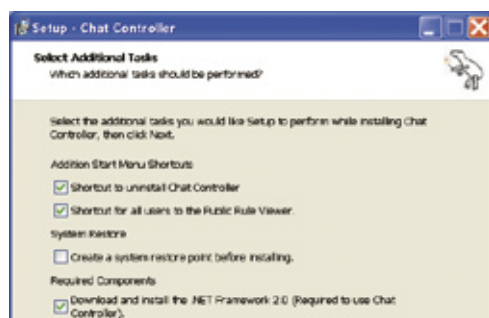 Setup - Chat Controller
Select Additional Tasks
Which additional tasks should be performed?
Select the additional tasks you would like Setup to perform while installing Chat
Controller, then click Next.
Addition Start Menu Shortcuts
Shortcut to uninstall Chat Controller
Shortcut for all users to the Public Rule Viewer.
System Restore
Create a system restore point before installing.
Required Components
Download and install the .NET Framework 2.0 (Required to use Chat
Controller).